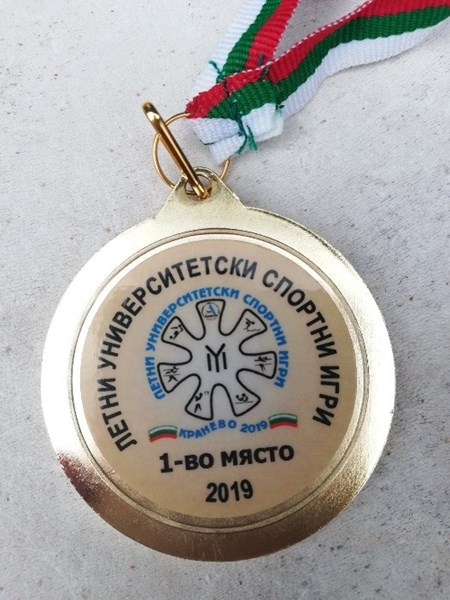 ЛЕТНИ УНИВЕРСИТЕТСКИ СПОРТНИ ИГРИ
ЛЕТНИ УНИВЕРСИТЕТСКИ СПОРТНИ ИГРИ
КРАНЕВО 2019
1-ВО МЯСТО
2019